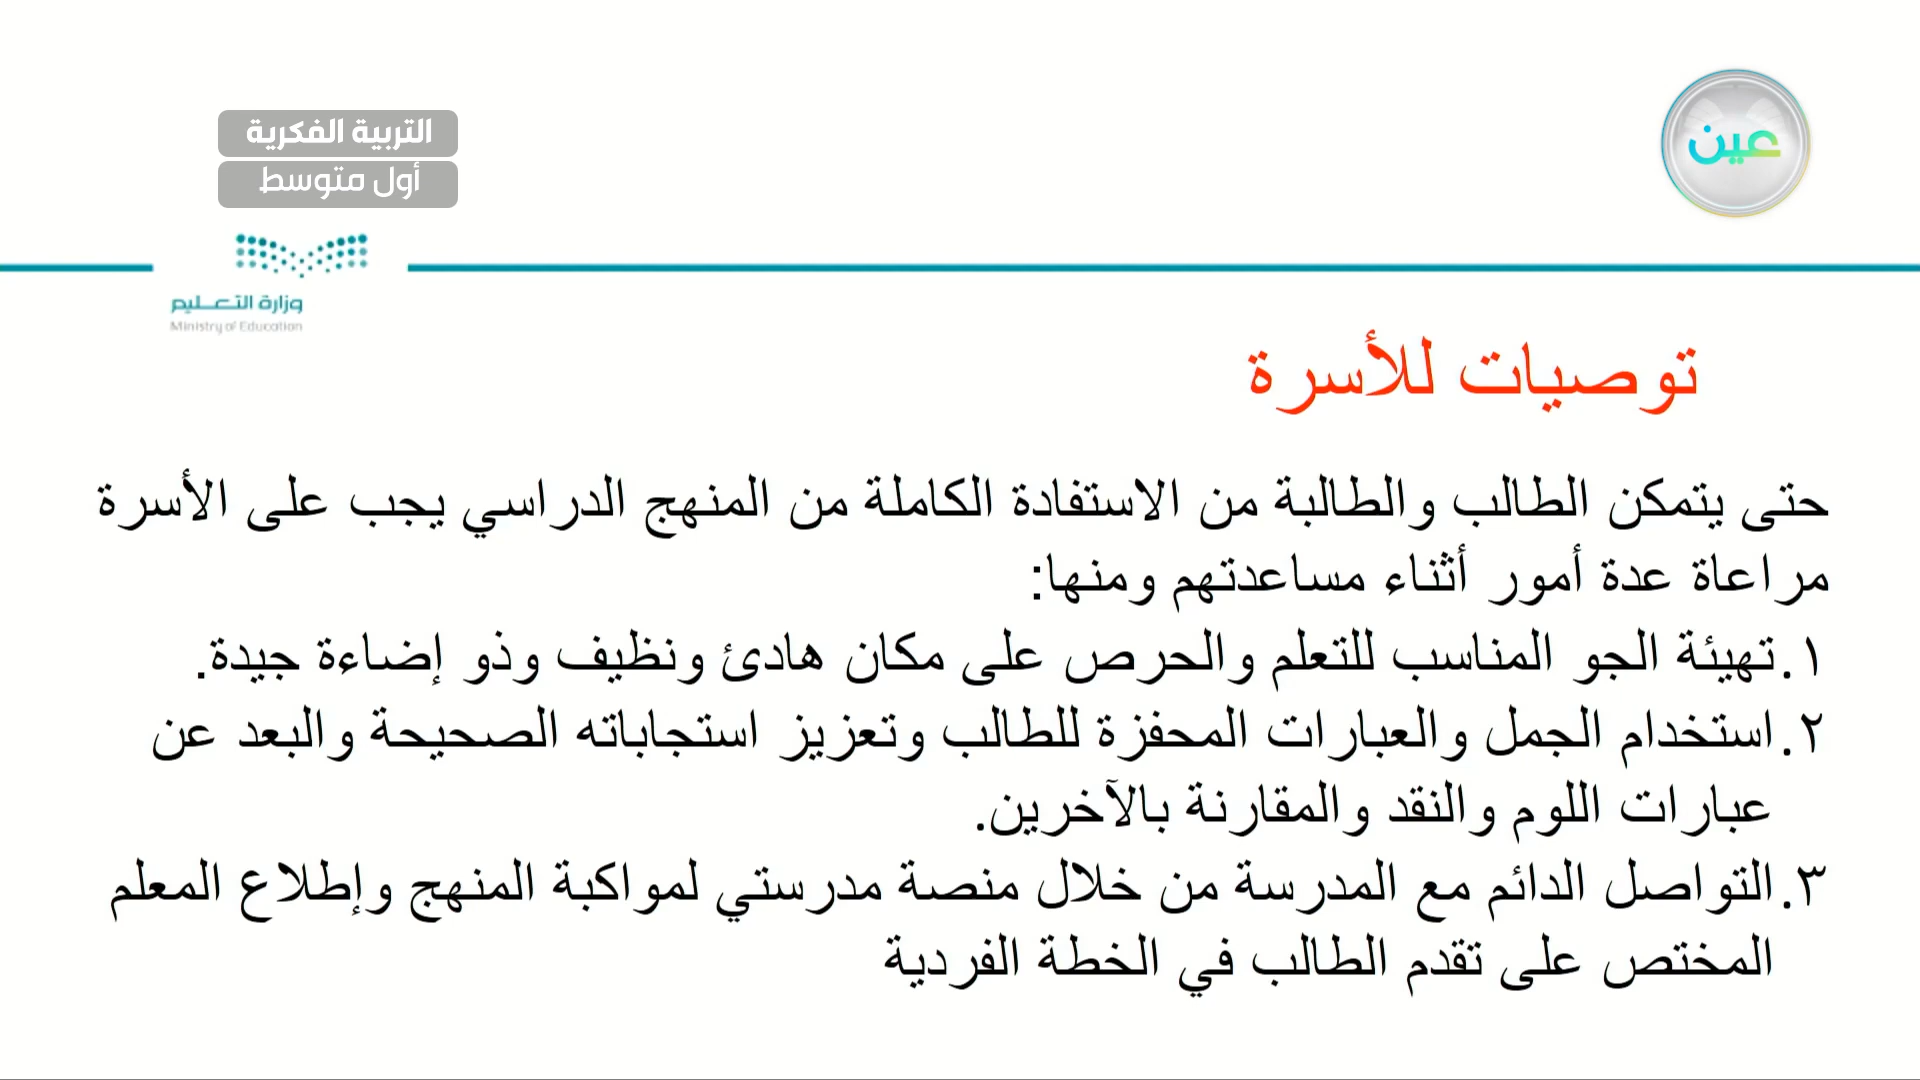 التربية الفكرية
أول متوسط
عين
وزارة التعليم
Ministry of Education
توصيات للأسرة
حتى يتمكن الطالب والطالبة من الاستفادة الكاملة من المنهج الدراسي يجب على الأسرة
مراعاة عدة أمور أثناء مساعدتهم ومنها:
١. تهيئة الجو المناسب للتعلم والحرص على مكان هادئ ونظيف وذو إضاءة جيدة.
٢. استخدام الجمل والعبارات المحفزة للطالب وتعزيز استجاباته الصحيحة والبعد عن
عبارات اللوم والنقد والمقارنة بالآخرين.
٣. التواصل الدائم مع المدرسة من خلال منصة مدرستي لمواكبة المنهج وإطلاع المعلم
المختص على تقدم الطالب في الخطة الفردية